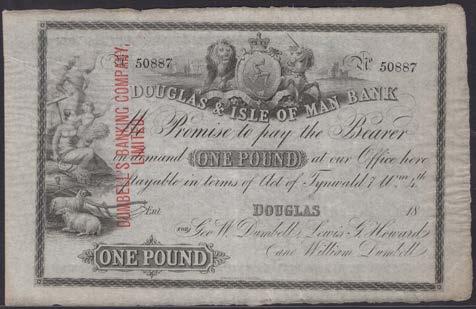 No 50887 No 50887
DOUGLAS & ISLE OF MAN BANK
DUMBELL'S BANKING COMPANY,
LIMITED.
We Promise to pay the Bearer
on demand ONE POUND at our Office here
Payable in terms of Act of Tynwald 7 Wm 4th
Ent DOUGLAS 18
FOR Geo. W. Dumbell, Lewis G. Howard
ONE POUND and William Dumbell